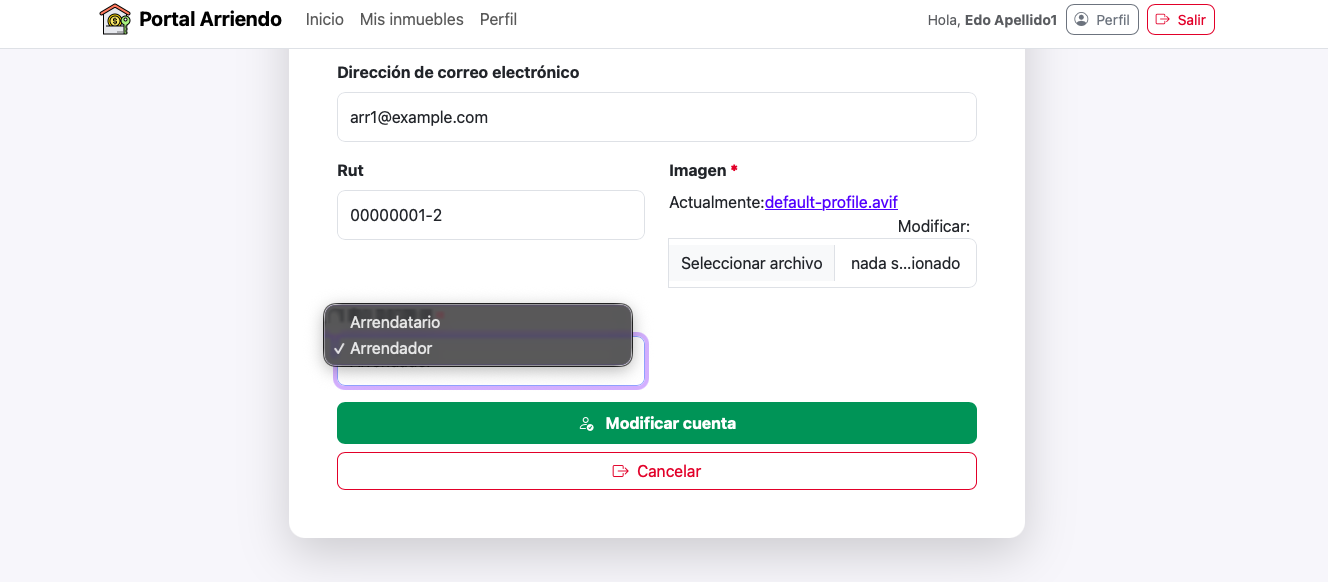 Portal Arriendo Inicio Mis inmuebles Perfil Hola, Edo Apellido1 Perfil Salir
Dirección de correo electrónico
arr1@example.com
Rut
00000001-2
Imagen *
Actualmente:default-profile.avif
Modificar:
Seleccionar archivo nada s...ionado
Arrendatario
✓ Arrendador
Modificar cuenta
Cancelar